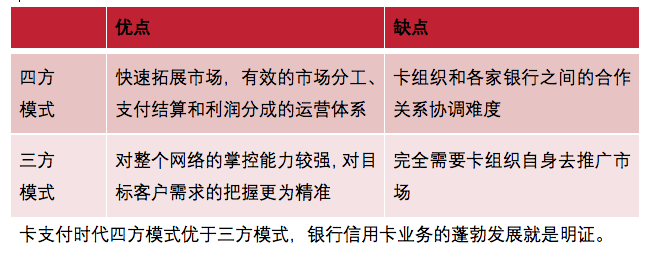 优点 缺点
四方 快速拓展市场，有效的市场分工、 卡组织和各家银行之间的合作
模式 支付结算和利润分成的运营体系 关系协调难度
三方 对整个网络的掌控能力较强，对目 完全需要卡组织自身去推广市
模式 标客户需求的把握更为精准 场
卡支付时代四方模式优于三方模式，银行信用卡业务的蓬勃发展就是明证。